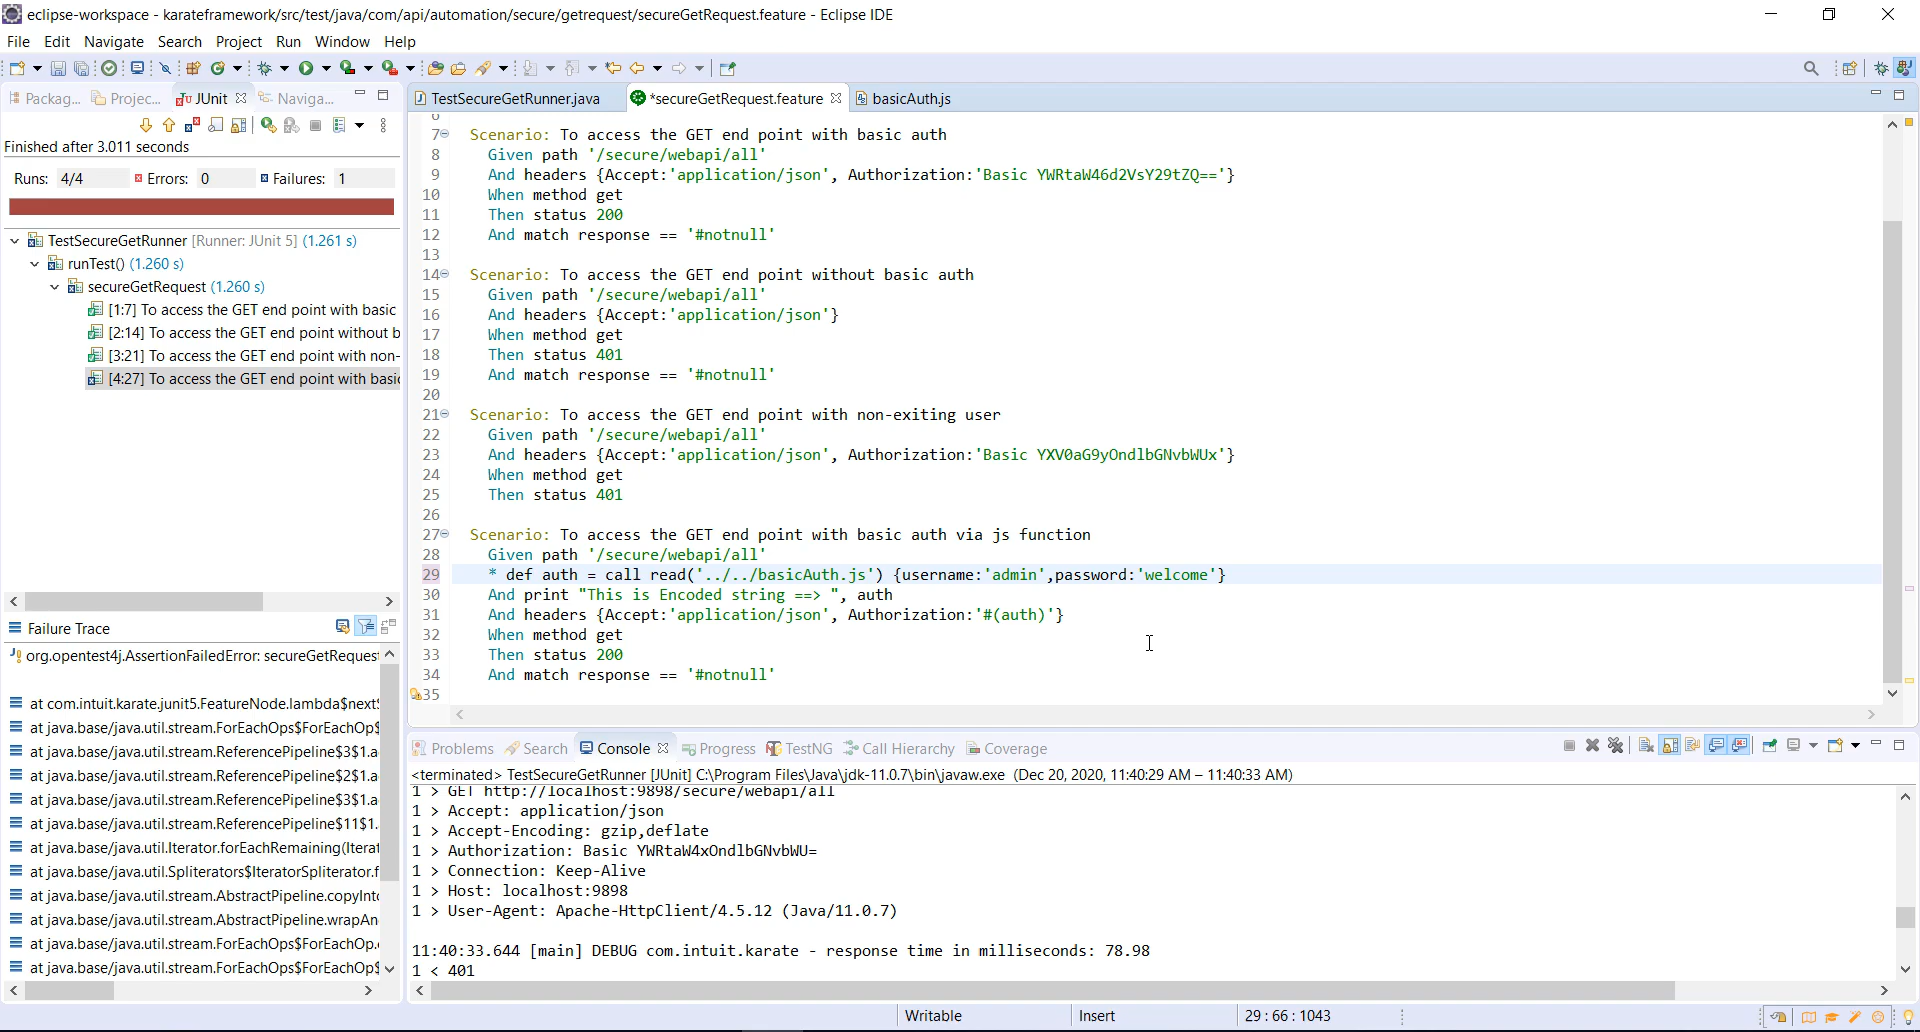 eclipse-workspace - karateframework/src/test/java/com/api/automation/secure/getrequest/secureGetRequest.feature - Eclipse IDE
File Edit Navigate Search Project Run Window Help
Packag... Projec... JUnit Naviga...
TestSecureGetRunner.java *secureGetRequest.feature basicAuth.js
Finished after 3.011 seconds
Runs: 4/4 Errors: 0 Failures: 1
TestSecureGetRunner [Runner: JUnit 5] (1.261 s)
runTest() (1.260 s)
secureGetRequest (1.260 s)
[1:7] To access the GET end point with basic
[2:14] To access the GET end point without b
[3:21] To access the GET end point with non-
[4:27] To access the GET end point with basic
Failure Trace
org.opentest4j.AssertionFailedError: secureGetRequest
at com.intuit.karate.junit5.FeatureNode.lambda$next$
at java.base/java.util.stream.ForEachOps$ForEachOp$
at java.base/java.util.stream.ReferencePipeline$3$1.a
at java.base/java.util.stream.ReferencePipeline$2$1.a
at java.base/java.util.stream.ReferencePipeline$3$1.a
at java.base/java.util.stream.ReferencePipeline$11$1.
at java.base/java.util.Iterator.forEachRemaining(Iterat
at java.base/java.util.Spliterators$IteratorSpliterator.f
at java.base/java.util.stream.AbstractPipeline.copyInto
at java.base/java.util.stream.AbstractPipeline.wrapAn
at java.base/java.util.stream.ForEachOps$ForEachOp.
at java.base/java.util.stream.ForEachOps$ForEachOp$
6
7 Scenario: To access the GET end point with basic auth
8 Given path '/secure/webapi/all'
9 And headers {Accept:'application/json', Authorization:'Basic YWRtaW46d2VsY29tZQ=='}
10 When method get
11 Then status 200
12 And match response == '#notnull'
13
14 Scenario: To access the GET end point without basic auth
15 Given path '/secure/webapi/all'
16 And headers {Accept:'application/json'}
17 When method get
18 Then status 401
19 And match response == '#notnull'
20
21 Scenario: To access the GET end point with non-exiting user
22 Given path '/secure/webapi/all'
23 And headers {Accept:'application/json', Authorization:'Basic YXV0aG9yOndlbGNvbWUx'}
24 When method get
25 Then status 401
26
27 Scenario: To access the GET end point with basic auth via js function
28 Given path '/secure/webapi/all'
29 * def auth = call read('../../basicAuth.js') {username:'admin',password:'welcome'}
30 And print "This is Encoded string ==> ", auth
31 And headers {Accept:'application/json', Authorization:'#(auth)'}
32 When method get
33 Then status 200
34 And match response == '#notnull'
35
Problems Search Console Progress TestNG Call Hierarchy Coverage
<terminated> TestSecureGetRunner [JUnit] C:\Program Files\Java\jdk-11.0.7\bin\javaw.exe (Dec 20, 2020, 11:40:29 AM – 11:40:33 AM)
1 > GET http://localhost:9898/secure/webapi/all
1 > Accept: application/json
1 > Accept-Encoding: gzip,deflate
1 > Authorization: Basic YWRtaW4xOndlbGNvbWU=
1 > Connection: Keep-Alive
1 > Host: localhost:9898
1 > User-Agent: Apache-HttpClient/4.5.12 (Java/11.0.7)
11:40:33.644 [main] DEBUG com.intuit.karate - response time in milliseconds: 78.98
1 < 401
Writable Insert 29 : 66 : 1043